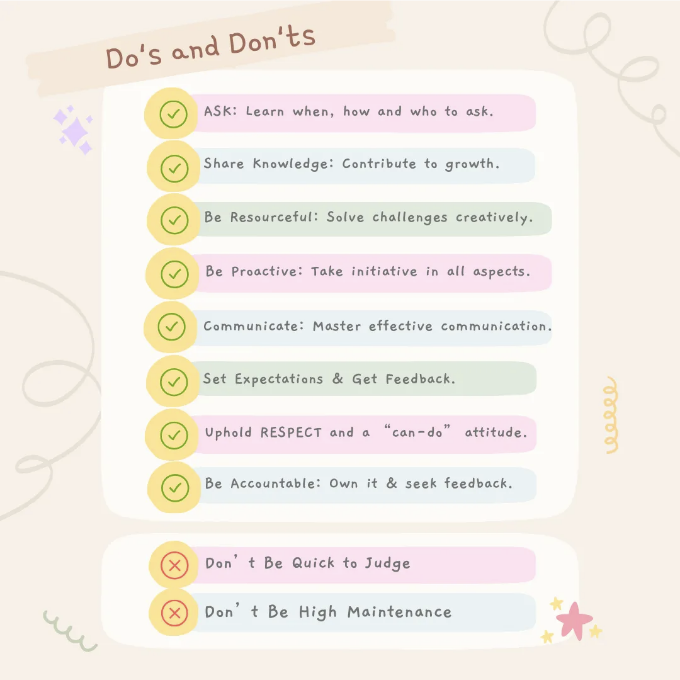 Do's and Don'ts
ASK: Learn when, how and who to ask.
Share Knowledge: Contribute to growth.
Be Resourceful: Solve challenges creatively.
Be Proactive: Take initiative in all aspects.
Communicate: Master effective communication.
Set Expectations & Get Feedback.
Uphold RESPECT and a “can-do” attitude.
Be Accountable: Own it & seek feedback.
Don’t Be Quick to Judge
Don’t Be High Maintenance